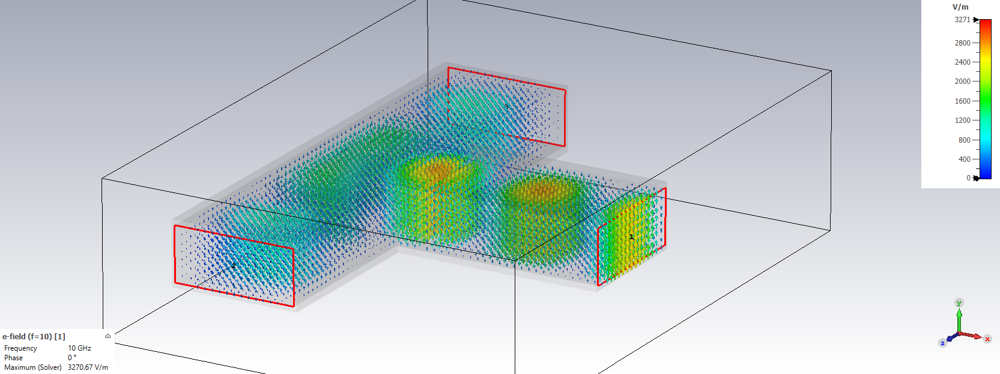 V/m
3271
2800
2400
2000
1600
1200
800
400
0
3
1
2
y
z
x
e-field (f=10) [1]
Frequency 10 GHz
Phase 0 °
Maximum (Solver) 3270.67 V/m